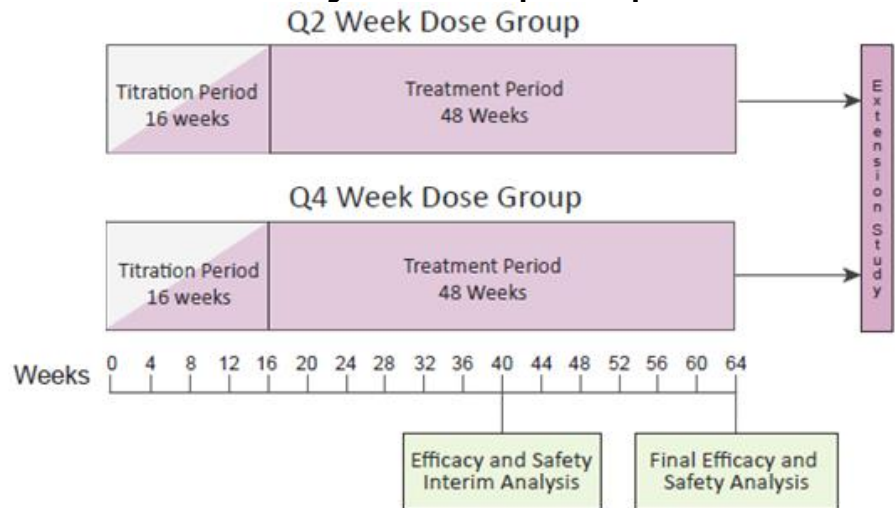 Q2 Week Dose Group
Titration Period
16 weeks
Treatment Period
48 Weeks
Q4 Week Dose Group
Titration Period
16 weeks
Treatment Period
48 Weeks
Extension Study
Weeks
0 4 8 12 16 20 24 28 32 36 40 44 48 52 56 60 64
Efficacy and Safety
Interim Analysis
Final Efficacy and
Safety Analysis